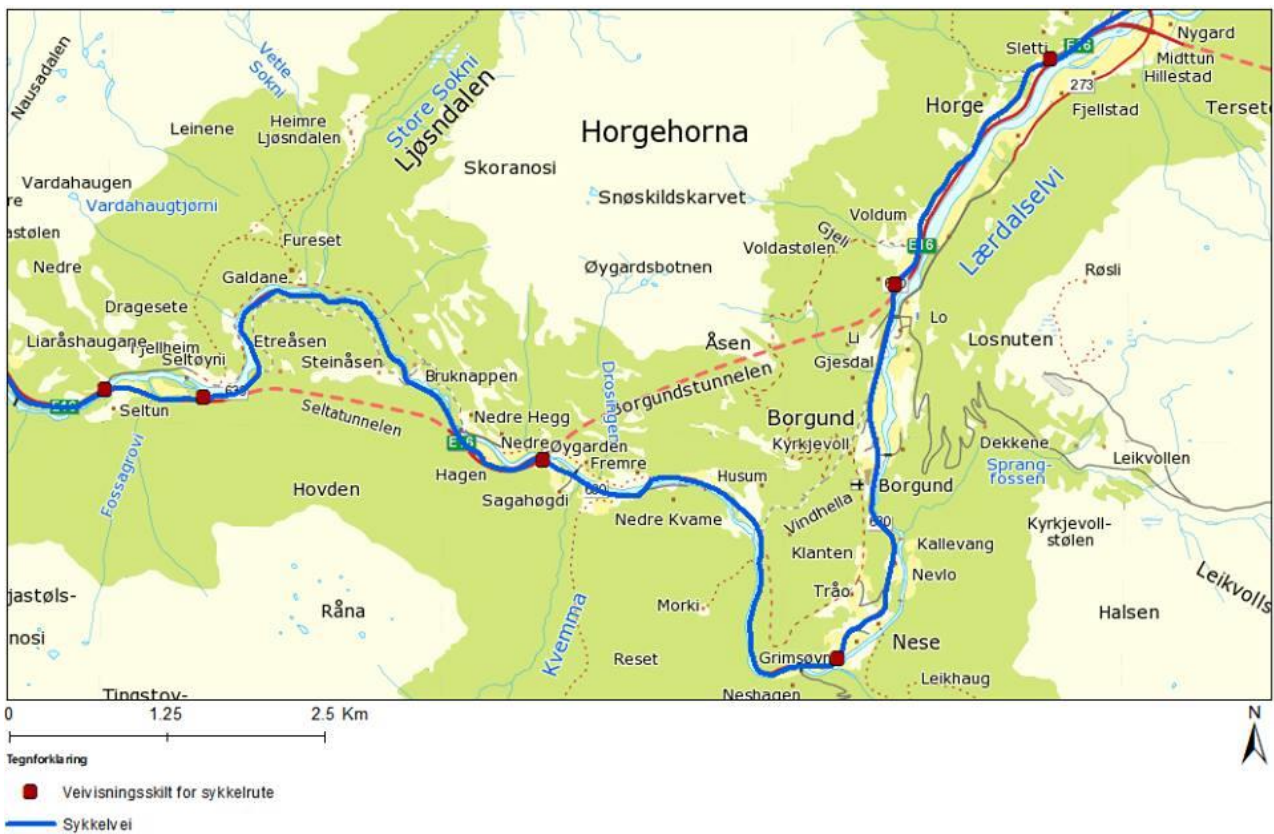 Sletti
E16
Nygard
Midttun
Hillestad
273
Fjellstad
Terset
Horge
Nausadalen
Vetle
Sokni
Store Sokni
Ljøsndalen
Leinene
Heimre
Ljøsndalen
Horgehorna
Skoranosi
Snøskildskarvet
Vardahaugen
re
Vardahaugtjørni
astølen
Nedre
Fureset
Galdane
Voldum
Gjeli
Voldastølen
E16
Lærdalselvi
Øygardsbotnen
Røsli
Dragesete
Liaråshaugane
Fjellheim
Seltøyni
Etreåsen
Steinåsen
Bruknappen
Lo
Li
Gjesdal
Losnuten
Åsen
Drosingen
Borgundstunnelen
Seltun
Seltatunnelen
Nedre Hegg
Nedre
Øygarden
Fremre
Borgund
Kyrkjevoll
Dekkene
Leikvollen
Sprang-
fossen
E16
Hagen
Sagahøgdi
630
Husum
Borgund
Fossagrovi
Hovden
Nedre Kvame
Vindhella
630
Kyrkjevoll-
stølen
Klanten
Kallevang
Nevlo
Leikvolls
jastøls-
nosi
Råna
Kvemma
Morki
Tråo
Halsen
Reset
Grimsøyn
Nese
Leikhaug
Neshagen
Tingstov-
0 1.25 2.5 Km
N
Tegnforklaring
Veivisningsskilt for sykkelrute
Sykkelvei